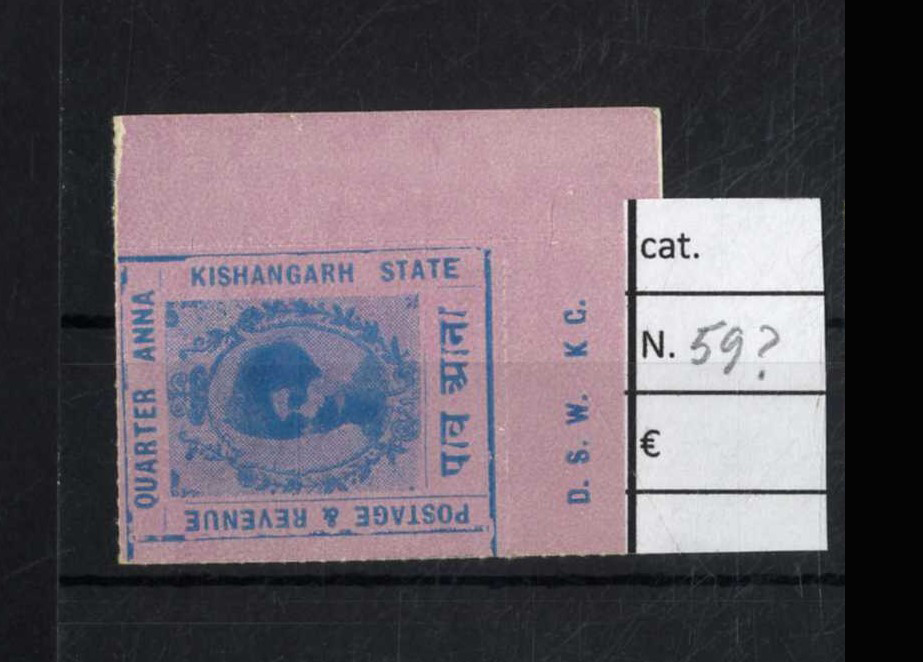 KISHANGARH STATE
QUARTER ANNA
पाव आना
POSTAGE & REVENUE
D. S. W. K C.
cat.
N. 59?
€